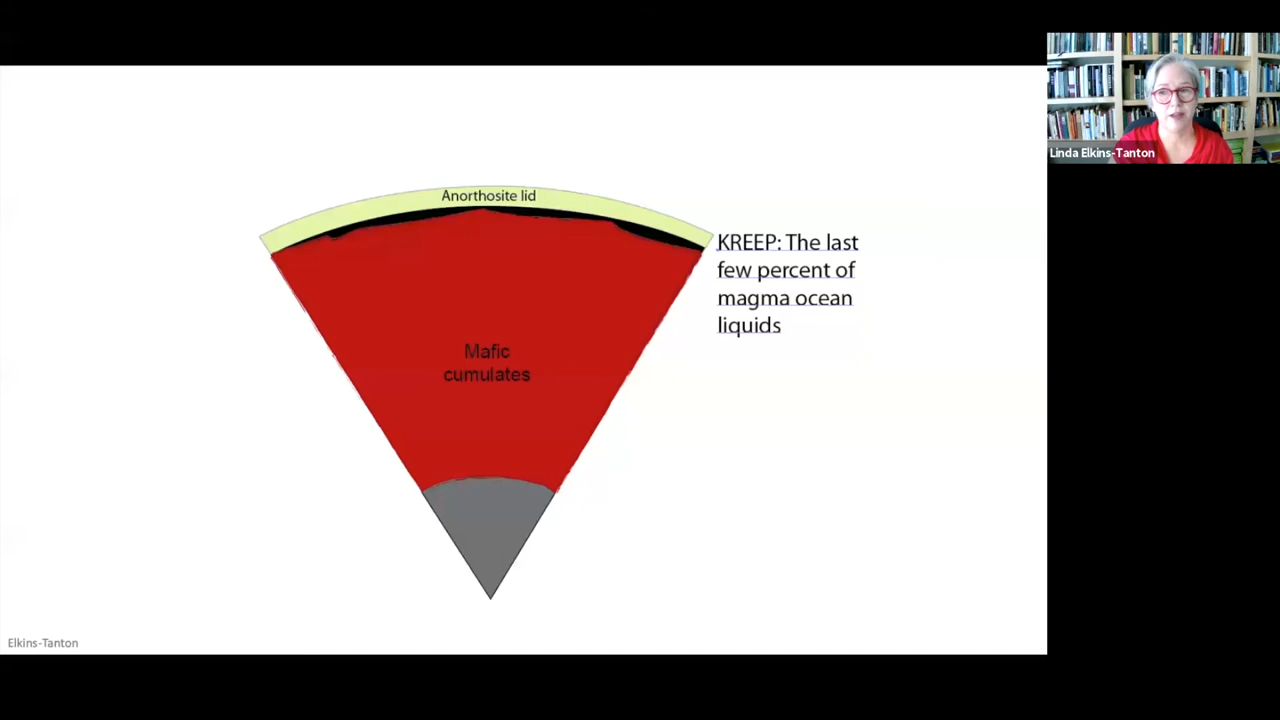 Linda Elkins-Tanton
Anorthosite lid
KREEP: The last
few percent of
magma ocean
liquids
Mafic
cumulates
Elkins-Tanton